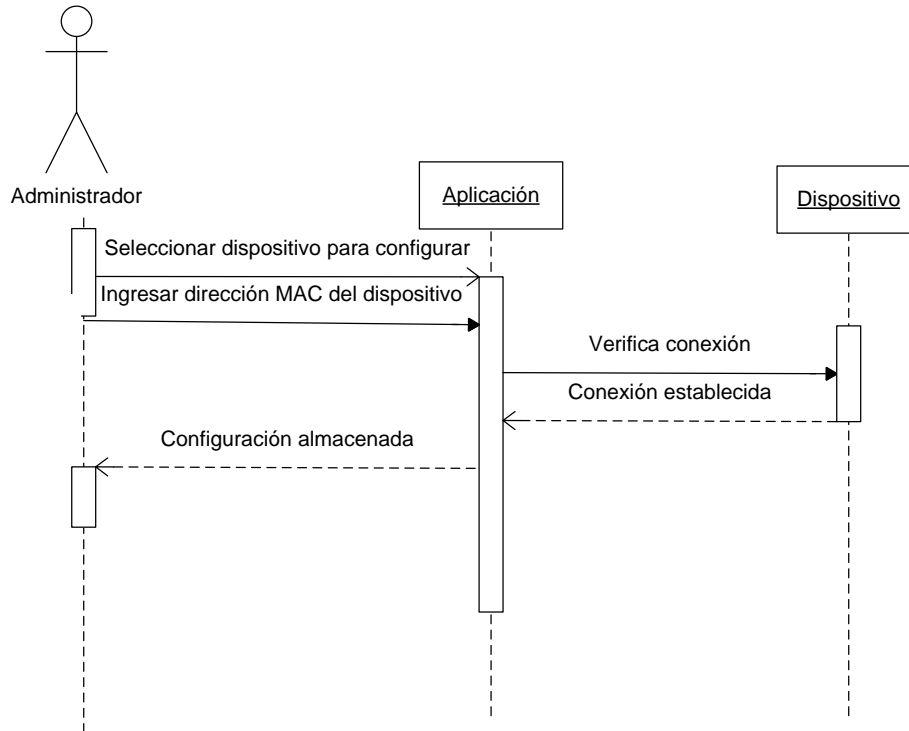 Administrador
Aplicación
Dispositivo
Seleccionar dispositivo para configurar
Ingresar dirección MAC del dispositivo
Verifica conexión
Conexión establecida
Configuración almacenada